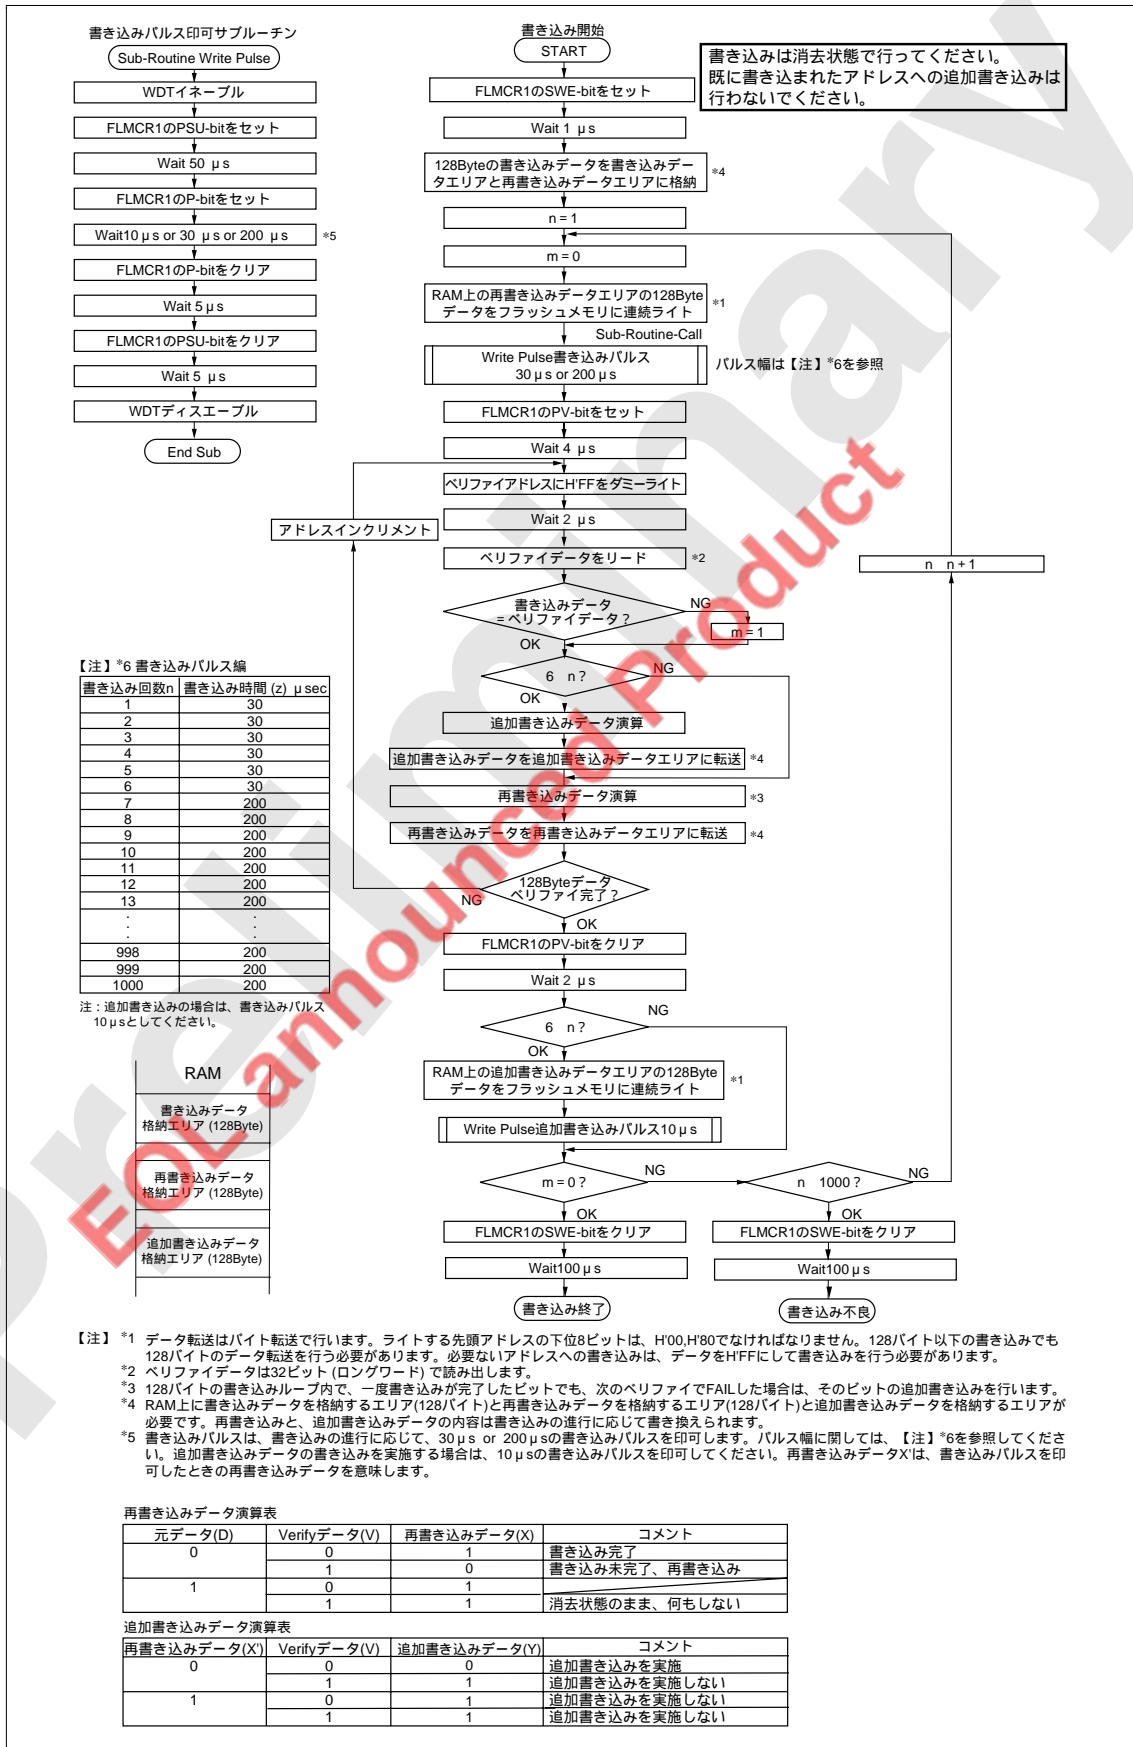 書き込みパルス印可サブルーチン
Sub-Routine Write Pulse
WDTイネーブル
FLMCR1のPSU-bitをセット
Wait 50 μs
FLMCR1のP-bitをセット
Wait10 μs or 30 μs or 200 μs *5
FLMCR1のP-bitをクリア
Wait 5 μs
FLMCR1のPSU-bitをクリア
Wait 5 μs
WDTディスエーブル
End Sub
書き込み開始
START
書き込みは消去状態で行ってください。
既に書き込まれたアドレスへの追加書き込みは
行わないでください。
FLMCR1のSWE-bitをセット
Wait 1 μs
128Byteの書き込みデータを書き込みデー
タエリアと再書き込みデータエリアに格納 *4
n = 1
m = 0
RAM上の再書き込みデータエリアの128Byte
データをフラッシュメモリに連続ライト *1
Sub-Routine-Call
Write Pulse書き込みパルス
30 μs or 200 μs
パルス幅は【注】*6を参照
FLMCR1のPV-bitをセット
Wait 4 μs
ベリファイアドレスにH'FFをダミーライト
アドレスインクリメント
Wait 2 μs
ベリファイデータをリード *2
n n + 1
書き込みデータ
= ベリファイデータ？
NG
m = 1
OK
6 n ?
NG
OK
追加書き込みデータ演算
追加書き込みデータを追加書き込みデータエリアに転送 *4
再書き込みデータ演算 *3
再書き込みデータを再書き込みデータエリアに転送 *4
128Byteデータ
ベリファイ完了？
NG
OK
FLMCR1のPV-bitをクリア
Wait 2 μs
6 n ?
NG
OK
RAM上の追加書き込みデータエリアの128Byte
データをフラッシュメモリに連続ライト *1
Write Pulse追加書き込みパルス10 μs
m = 0 ?
NG
n 1000 ?
NG
OK
OK
FLMCR1のSWE-bitをクリア
FLMCR1のSWE-bitをクリア
Wait100 μs
Wait100 μs
書き込み終了
書き込み不良
【注】*6 書き込みパルス編
書き込み回数n 書き込み時間 (z) μsec
1 30
2 30
3 30
4 30
5 30
6 30
7 200
8 200
9 200
10 200
11 200
12 200
13 200
. .
. .
. .
998 200
999 200
1000 200
注：追加書き込みの場合は、書き込みパルス
10 μsとしてください。
RAM
書き込みデータ
格納エリア (128Byte)
再書き込みデータ
格納エリア (128Byte)
追加書き込みデータ
格納エリア (128Byte)
【注】 *1 データ転送はバイト転送で行います。ライトする先頭アドレスの下位8ビットは、H'00,H'80でなければなりません。128バイト以下の書き込みでも
128バイトのデータ転送を行う必要があります。必要ないアドレスへの書き込みは、データをH'FFにして書き込みを行う必要があります。
*2 ベリファイデータは32ビット (ロングワード) で読み出します。
*3 128バイトの書き込みループ内で、一度書き込みが完了したビットでも、次のベリファイでFAILした場合は、そのビットの追加書き込みを行います。
*4 RAM上に書き込みデータを格納するエリア(128バイト)と再書き込みデータを格納するエリア(128バイト)と追加書き込みデータを格納するエリアが
必要です。再書き込みと、追加書き込みデータの内容は書き込みの進行に応じて書き換えられます。
*5 書き込みパルスは、書き込みの進行に応じて、30 μs or 200 μsの書き込みパルスを印可します。パルス幅に関しては、【注】*6を参照してくださ
い。追加書き込みデータの書き込みを実施する場合は、10 μsの書き込みパルスを印可してください。再書き込みデータX'は、書き込みパルスを印
可したときの再書き込みデータを意味します。
再書き込みデータ演算表
元データ(D) Verifyデータ(V) 再書き込みデータ(X) コメント
0 0 1 書き込み完了
1 0 書き込み未完了、再書き込み
1 0 1
1 1 消去状態のまま、何もしない
追加書き込みデータ演算表
再書き込みデータ(X') Verifyデータ(V) 追加書き込みデータ(Y) コメント
0 0 0 追加書き込みを実施
1 1 追加書き込みを実施しない
1 0 1 追加書き込みを実施しない
1 1 追加書き込みを実施しない
Preliminary
EOL announced Product